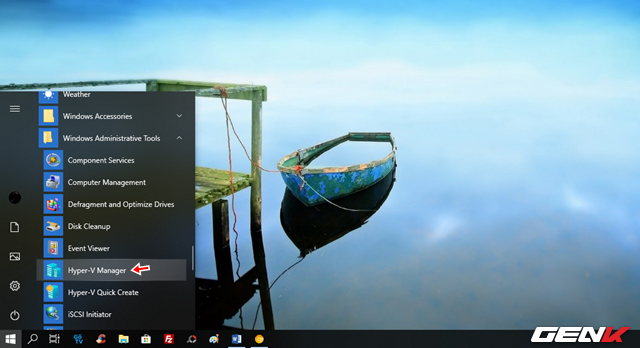 Weather
Windows Accessories
Windows Administrative Tools
Component Services
Computer Management
Defragment and Optimize Drives
Disk Cleanup
Event Viewer
Hyper-V Manager
Hyper-V Quick Create
iSCSI Initiator
GENK